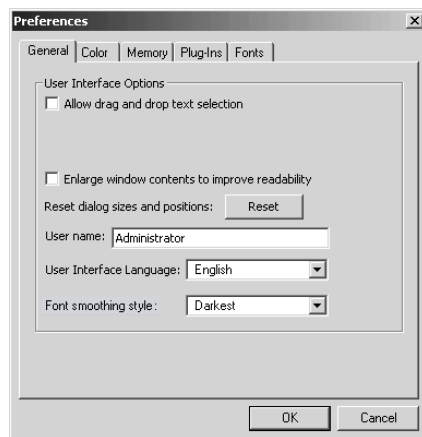 Preferences
General Color Memory Plug-Ins Fonts
User Interface Options
Allow drag and drop text selection
Enlarge window contents to improve readability
Reset dialog sizes and positions: Reset
User name: Administrator
User Interface Language: English
Font smoothing style: Darkest
OK Cancel